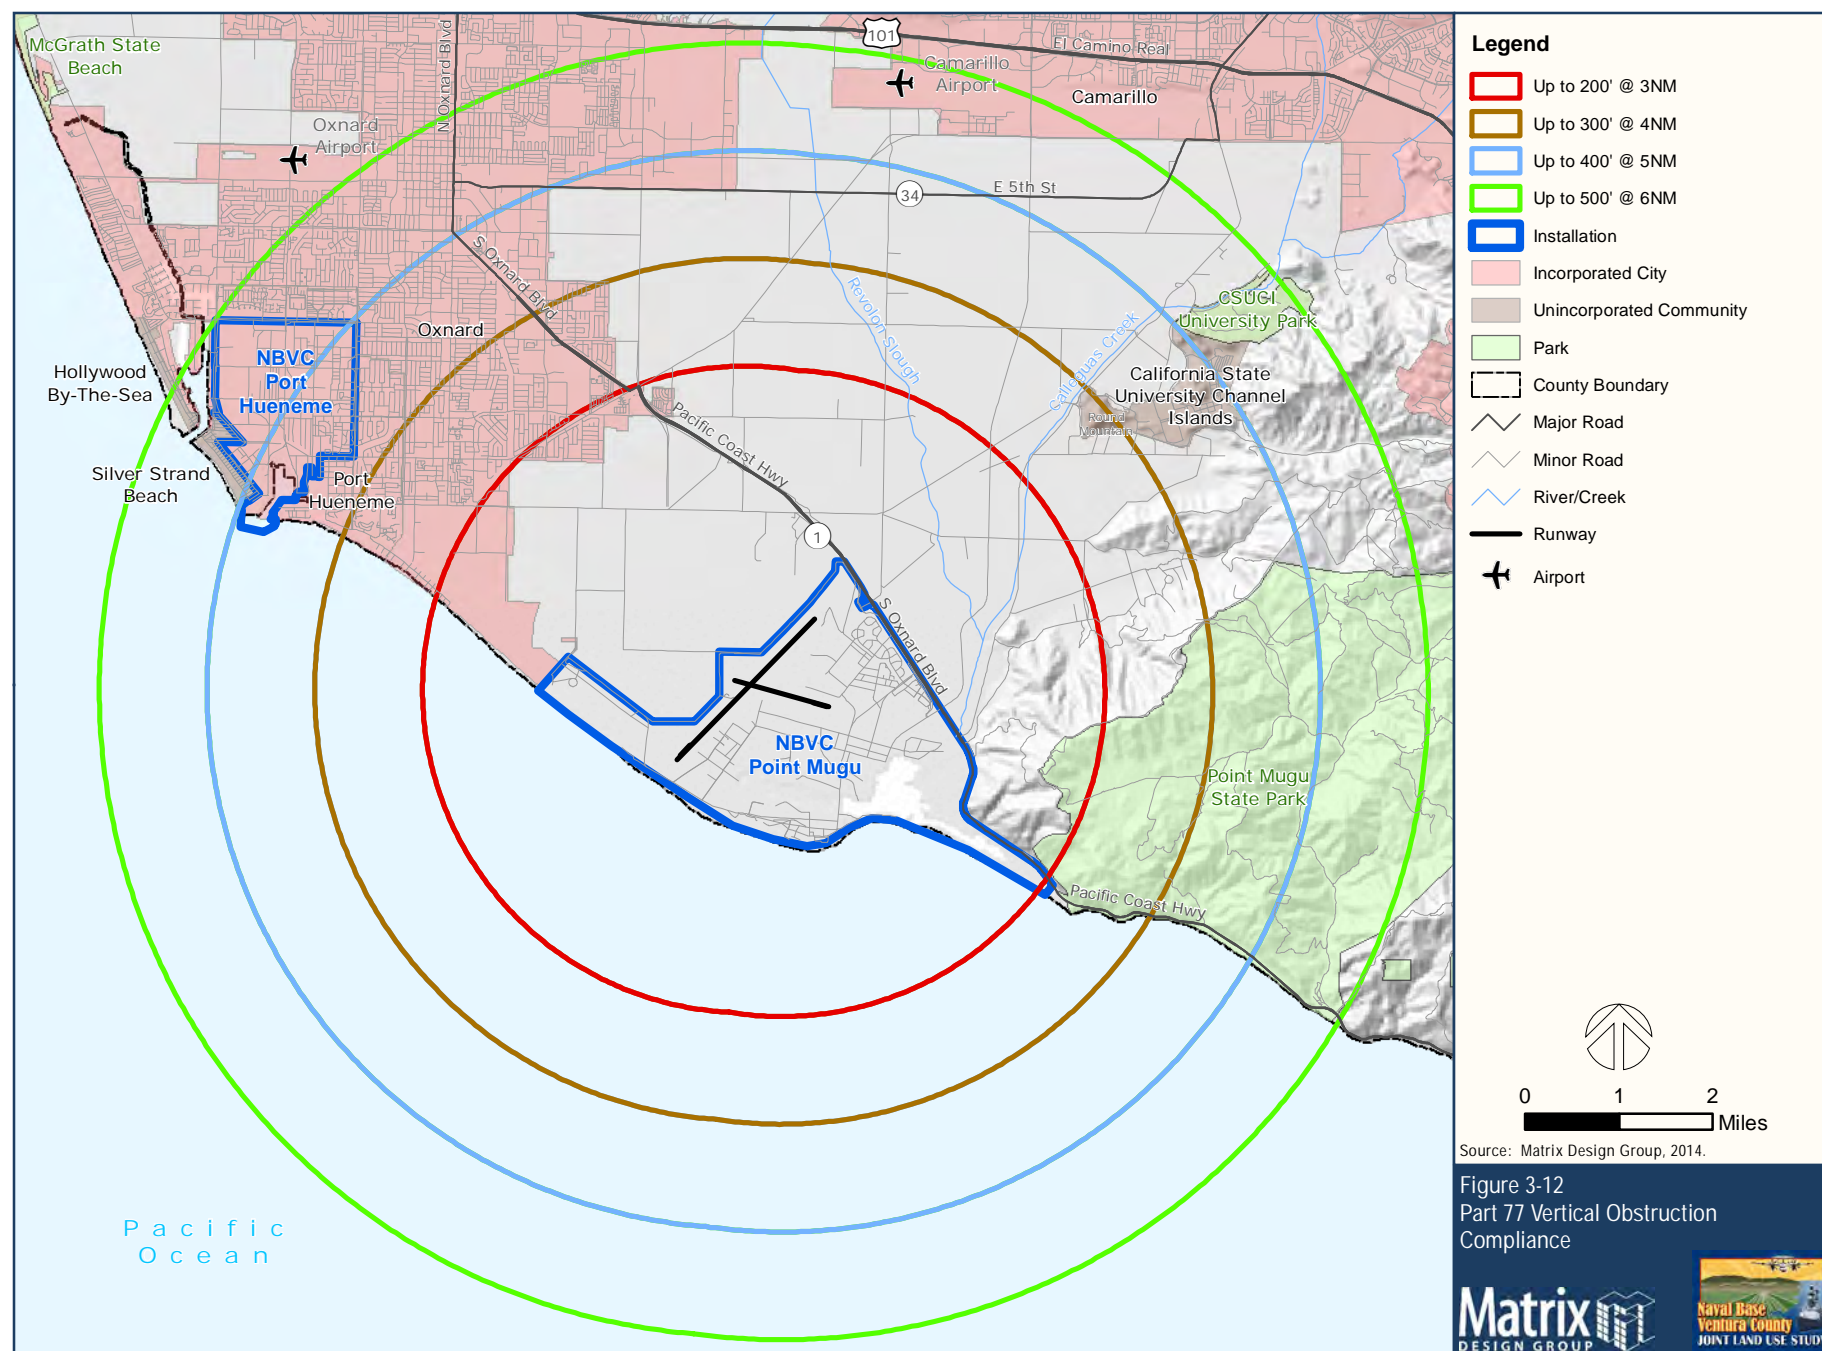 McGrath State
Beach
N Oxnard Blvd
101
El Camino Real
Camarillo
Airport
Camarillo
Oxnard
Airport
34
E 5th St
S Oxnard Blvd
Revolon Slough
CSUCI
University Park
Calleguas Creek
Oxnard
NBVC
Port
Hueneme
Hollywood
By-The-Sea
California State
University Channel
Islands
Round
Mountain
Pacific Coast Hwy
Silver Strand
Beach
Port
Hueneme
1
S Oxnard Blvd
NBVC
Point Mugu
Point Mugu
State Park
Pacific Coast Hwy
Pacific
Ocean
Legend
Up to 200' @ 3NM
Up to 300' @ 4NM
Up to 400' @ 5NM
Up to 500' @ 6NM
Installation
Incorporated City
Unincorporated Community
Park
County Boundary
Major Road
Minor Road
River/Creek
Runway
Airport
0 1 2
Miles
Source: Matrix Design Group, 2014.
Figure 3-12
Part 77 Vertical Obstruction
Compliance
Matrix
DESIGN GROUP
Naval Base
Ventura County
JOINT LAND USE STUDY